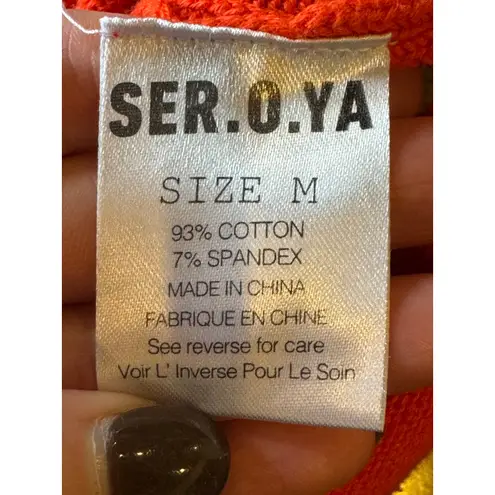 SER.O.YA
SIZE M
93% COTTON
7% SPANDEX
MADE IN CHINA
FABRIQUE EN CHINE
See reverse for care
Voir L' Inverse Pour Le Soin